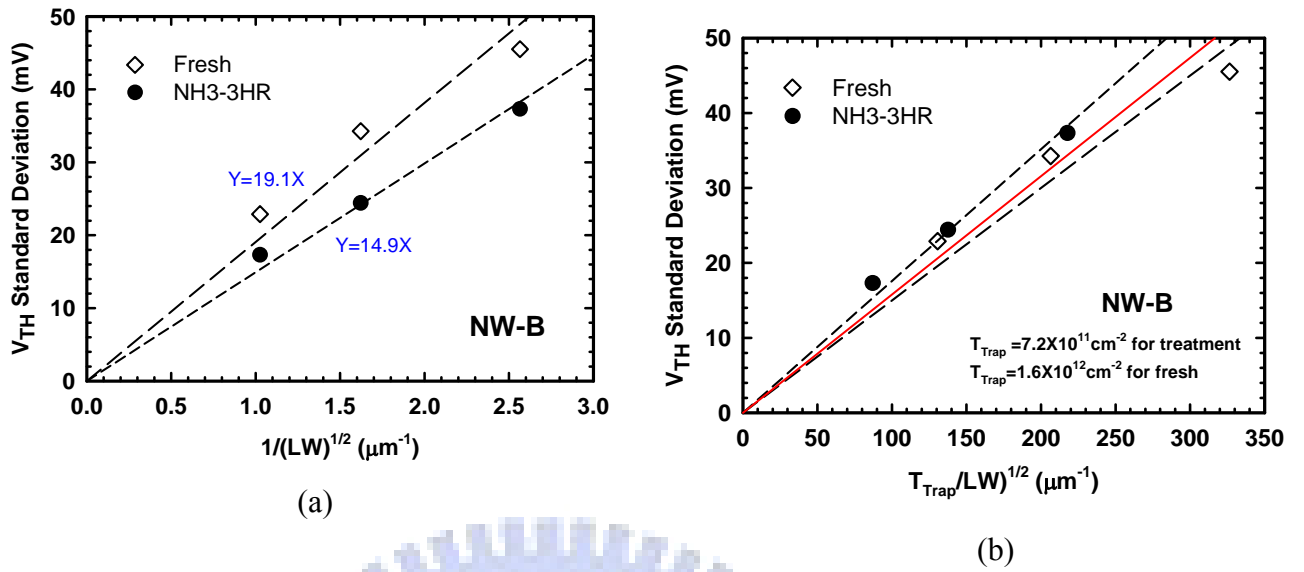 50
40
30
20
10
0
V_TH Standard Deviation (mV)
◇ Fresh
● NH3-3HR
Y=19.1X
Y=14.9X
NW-B
0.0 0.5 1.0 1.5 2.0 2.5 3.0
1/(LW)^1/2 (μm^-1)
(a)
50
40
30
20
10
0
V_TH Standard Deviation (mV)
◇ Fresh
● NH3-3HR
NW-B
T_Trap =7.2X10^11cm^-2 for treatment
T_Trap=1.6X10^12cm^-2 for fresh
0 50 100 150 200 250 300 350
T_Trap/LW)^1/2 (μm^-1)
(b)